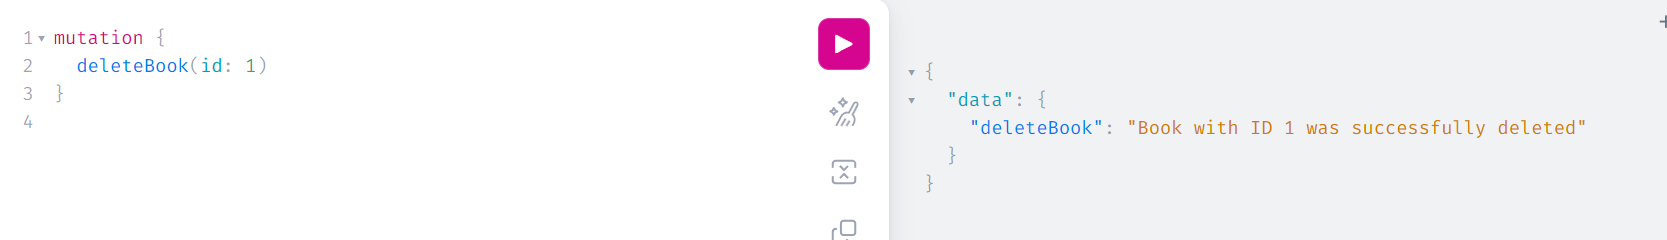 1 mutation {
2 deleteBook(id: 1)
3 }
4
{
"data": {
"deleteBook": "Book with ID 1 was successfully deleted"
}
}